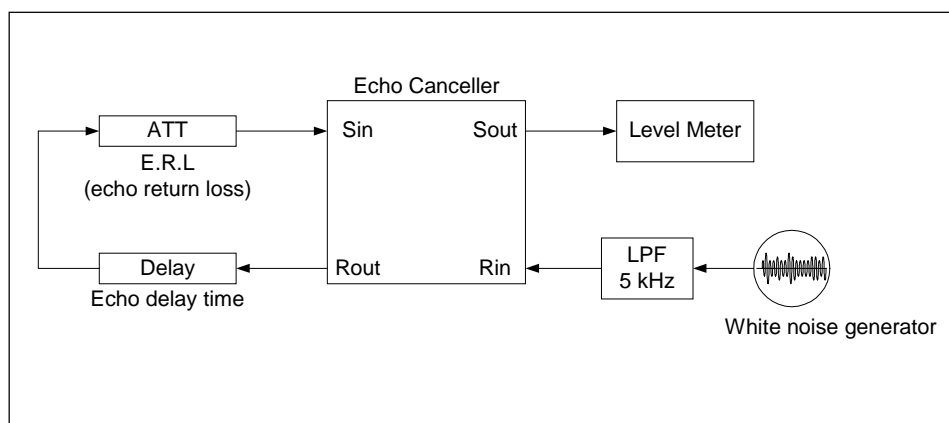 Echo Canceller
ATT
Sin
Sout
Level Meter
E.R.L
(echo return loss)
Delay
Rout
Rin
LPF
5 kHz
Echo delay time
White noise generator